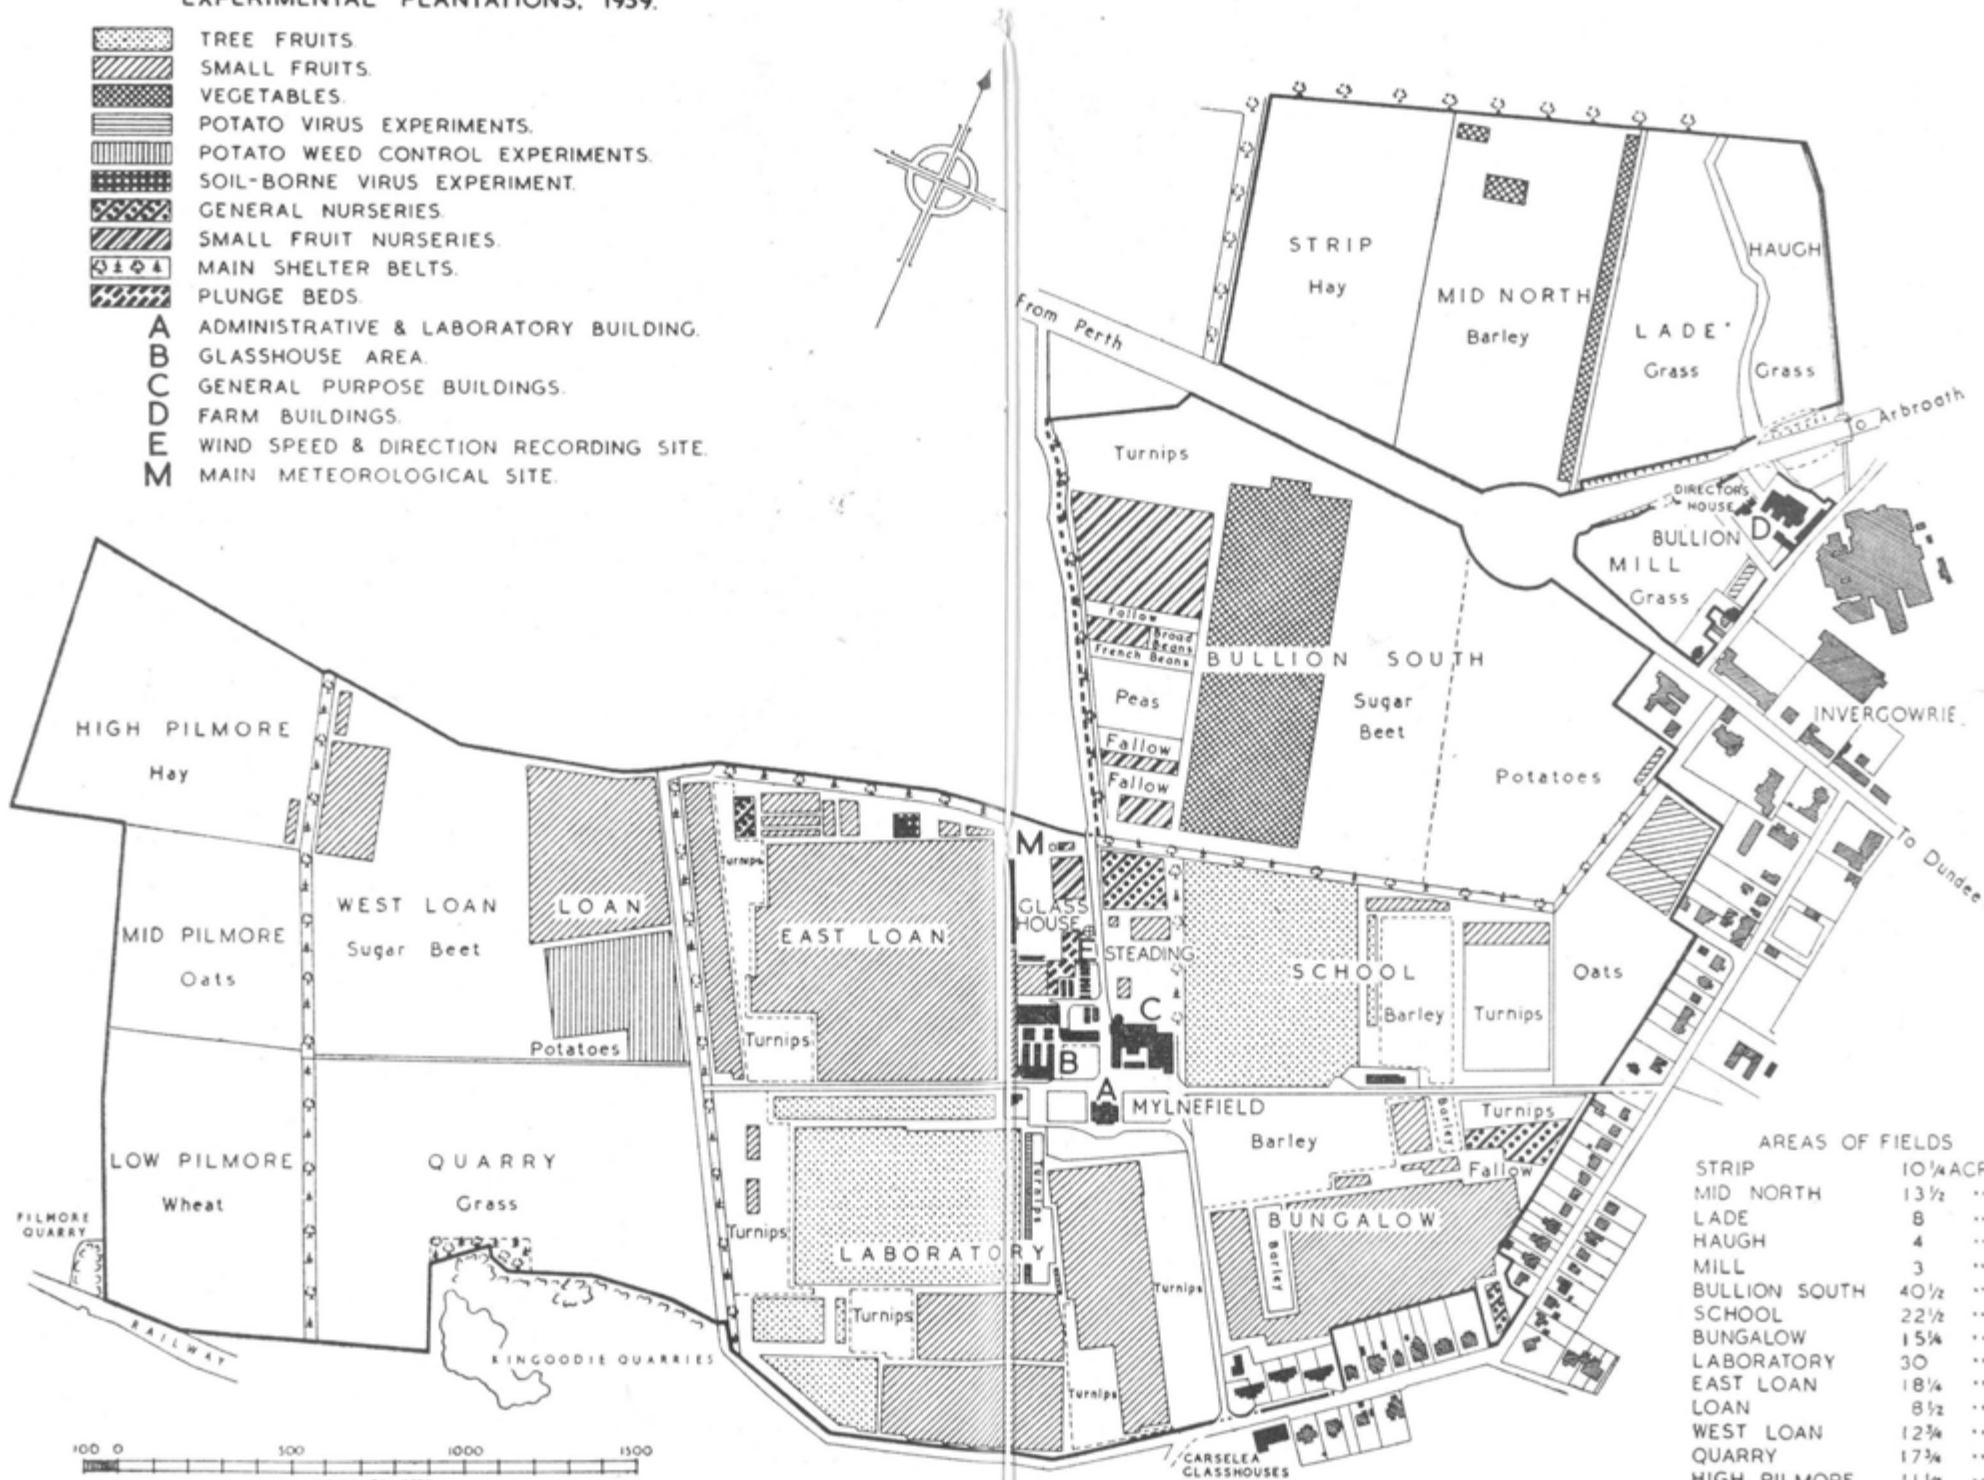 EXPERIMENTAL PLANTATIONS, 1959.
TREE FRUITS.
SMALL FRUITS.
VEGETABLES.
POTATO VIRUS EXPERIMENTS.
POTATO WEED CONTROL EXPERIMENTS.
SOIL-BORNE VIRUS EXPERIMENT.
GENERAL NURSERIES.
SMALL FRUIT NURSERIES.
MAIN SHELTER BELTS.
PLUNGE BEDS.
A ADMINISTRATIVE & LABORATORY BUILDING.
B GLASSHOUSE AREA.
C GENERAL PURPOSE BUILDINGS.
D FARM BUILDINGS.
E WIND SPEED & DIRECTION RECORDING SITE.
M MAIN METEOROLOGICAL SITE.
STRIP
Hay
MID NORTH
Barley
LADE
Grass
HAUGH
Grass
From Perth
To Arbroath
Turnips
DIRECTOR'S
HOUSE
BULLION
D
MILL
Grass
Fallow
Broad
Beans
French Beans
Peas
Fallow
Fallow
BULLION SOUTH
Sugar
Beet
Potatoes
INVERGOWRIE
To Dundee
HIGH PILMORE
Hay
MID PILMORE
Oats
LOW PILMORE
Wheat
WEST LOAN
Sugar Beet
LOAN
Potatoes
QUARRY
Grass
PILMORE
QUARRY
RAILWAY
KINGOODIE QUARRIES
Turnips
EAST LOAN
Turnips
M
GLASS
HOUSE
E
STEADING
C
B
A
MYLNEFIELD
SCHOOL
Barley
Turnips
Oats
Barley
Barley
Turnips
Fallow
BUNGALOW
Barley
Turnips
LABORATORY
Turnips
Turnips
Turnips
Turnips
CARSELEA
GLASSHOUSES
100 0 500 1000 1500
AREAS OF FIELDS
STRIP 10¼ ACR
MID NORTH 13½ "
LADE 8 "
HAUGH 4 "
MILL 3 "
BULLION SOUTH 40½ "
SCHOOL 22½ "
BUNGALOW 15¼ "
LABORATORY 30 "
EAST LOAN 18¼ "
LOAN 8½ "
WEST LOAN 12¾ "
QUARRY 17¾ "
HIGH PILMORE